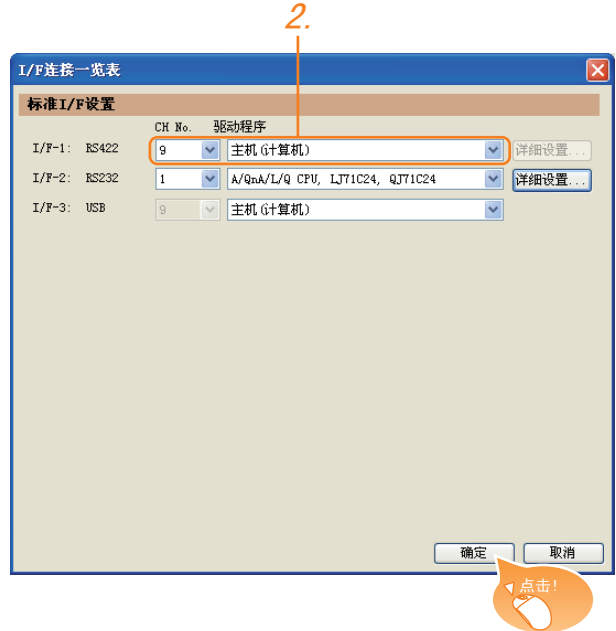 2.
I/F连接一览表
标准I/F设置
CH No. 驱动程序
I/F-1: RS422 9 主机(计算机) 详细设置...
I/F-2: RS232 1 A/QnA/L/Q CPU, LJ71C24, QJ71C24 详细设置...
I/F-3: USB 9 主机(计算机)
确定 取消
点击!